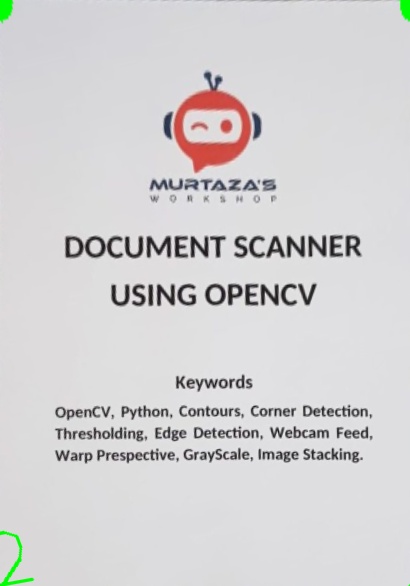 MURTAZA'S
WORKSHOP
DOCUMENT SCANNER
USING OPENCV
Keywords
OpenCV, Python, Contours, Corner Detection,
Thresholding, Edge Detection, Webcam Feed,
Warp Prespective, GrayScale, Image Stacking.
2